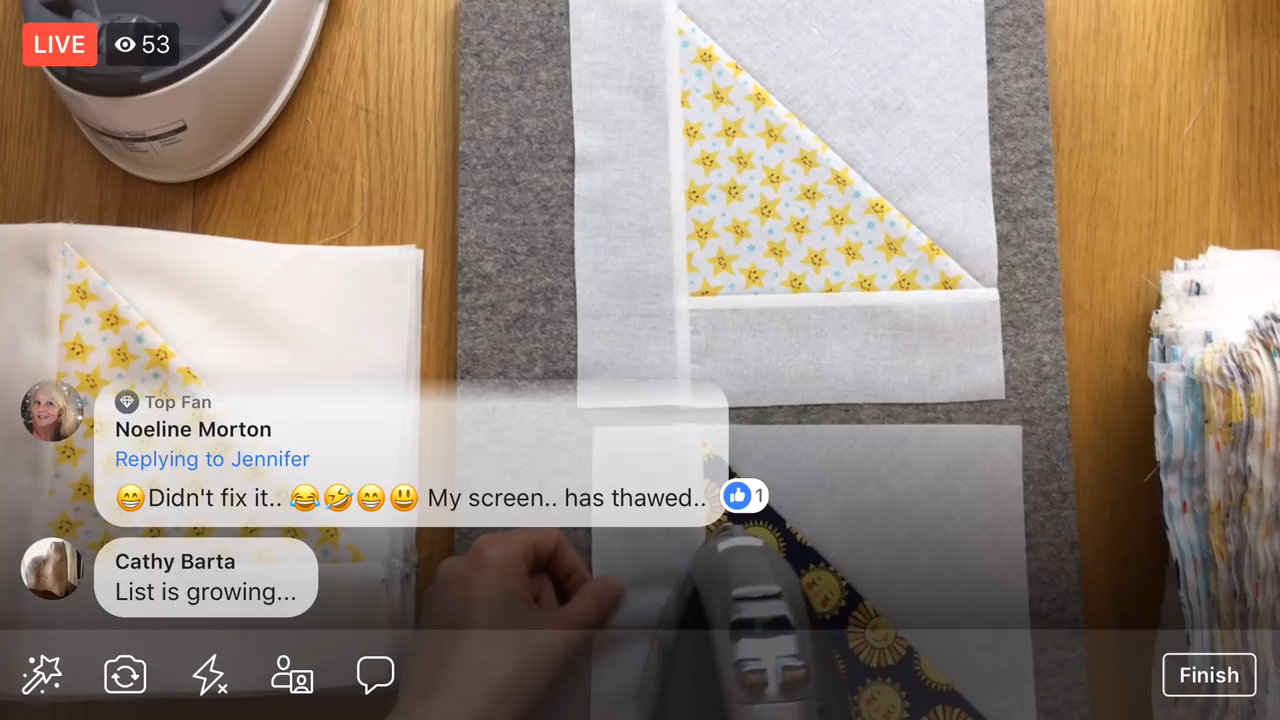 LIVE 53
Top Fan
Noeline Morton
Replying to Jennifer
😁Didn't fix it.. 😂🤣😁😃 My screen.. has thawed..
1
Cathy Barta
List is growing...
Finish